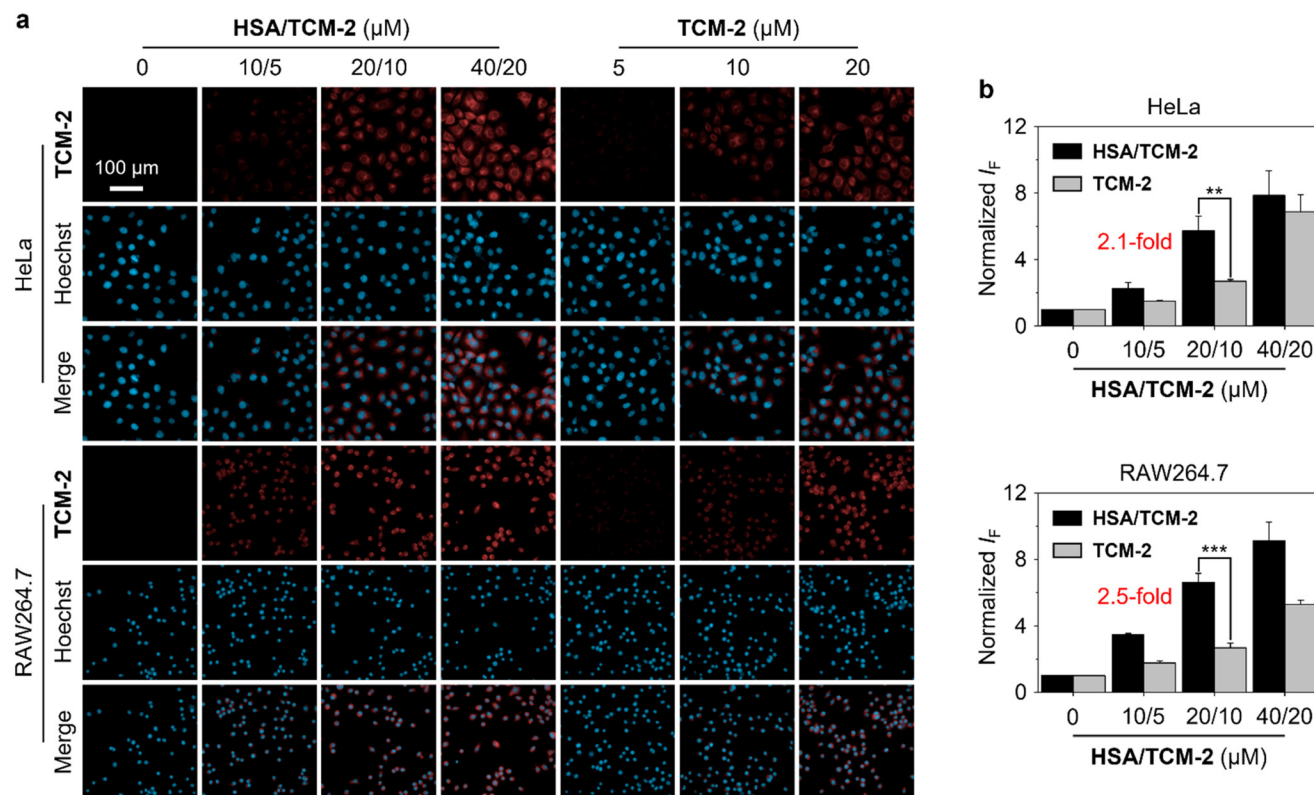 a
HSA/TCM-2 (μM)
TCM-2 (μM)
0
10/5
20/10
40/20
5
10
20
HeLa
TCM-2
100 μm
Hoechst
Merge
RAW264.7
TCM-2
Hoechst
Merge
b
HeLa
Normalized IF
12
8
4
0
HSA/TCM-2
TCM-2
**
2.1-fold
0
10/5
20/10
40/20
HSA/TCM-2 (μM)
RAW264.7
Normalized IF
12
8
4
0
HSA/TCM-2
TCM-2
***
2.5-fold
0
10/5
20/10
40/20
HSA/TCM-2 (μM)